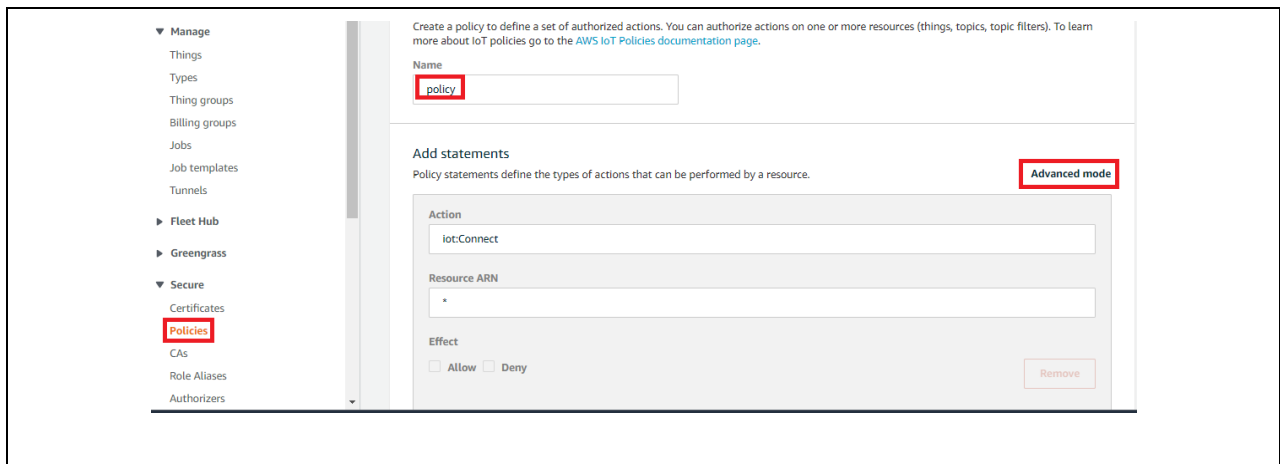 Manage
Things
Types
Thing groups
Billing groups
Jobs
Job templates
Tunnels
Fleet Hub
Greengrass
Secure
Certificates
Policies
CAs
Role Aliases
Authorizers
Create a policy to define a set of authorized actions. You can authorize actions on one or more resources (things, topics, topic filters). To learn
more about IoT policies go to the AWS IoT Policies documentation page.
Name
policy
Add statements
Policy statements define the types of actions that can be performed by a resource.
Advanced mode
Action
iot:Connect
Resource ARN
*
Effect
Allow Deny
Remove